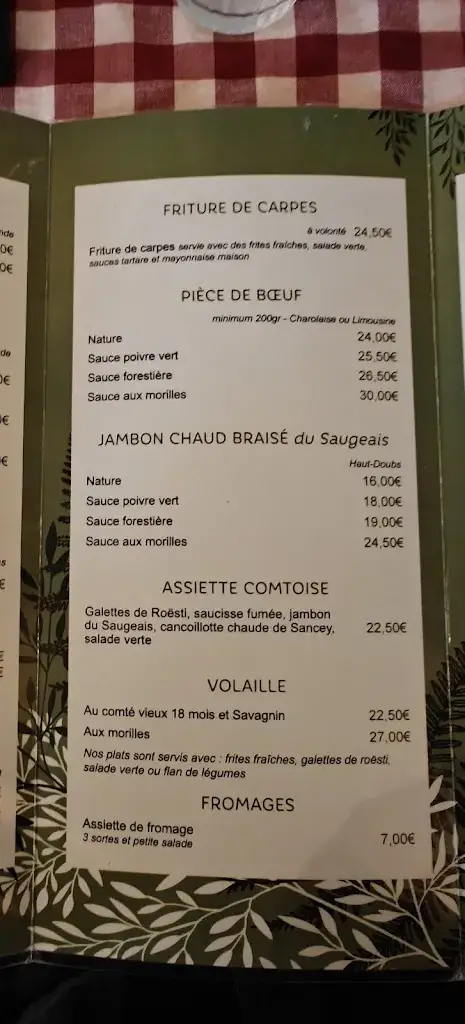 FRITURE DE CARPES
à volonté 24,50€
Friture de carpes servie avec des frites fraîches, salade verte,
sauces tartare et mayonnaise maison
PIÈCE DE BŒUF
minimum 200gr - Charolaise ou Limousine
Nature 24,00€
Sauce poivre vert 25,50€
Sauce forestière 26,50€
Sauce aux morilles 30,00€
JAMBON CHAUD BRAISÉ du Saugeais
Haut-Doubs
Nature 16,00€
Sauce poivre vert 18,00€
Sauce forestière 19,00€
Sauce aux morilles 24,50€
ASSIETTE COMTOISE
Galettes de Roësti, saucisse fumée, jambon
du Saugeais, cancoillotte chaude de Sancey, 22,50€
salade verte
VOLAILLE
Au comté vieux 18 mois et Savagnin 22,50€
Aux morilles 27,00€
Nos plats sont servis avec : frites fraîches, galettes de roësti,
salade verte ou flan de légumes
FROMAGES
Assiette de fromage
3 sortes et petite salade 7,00€